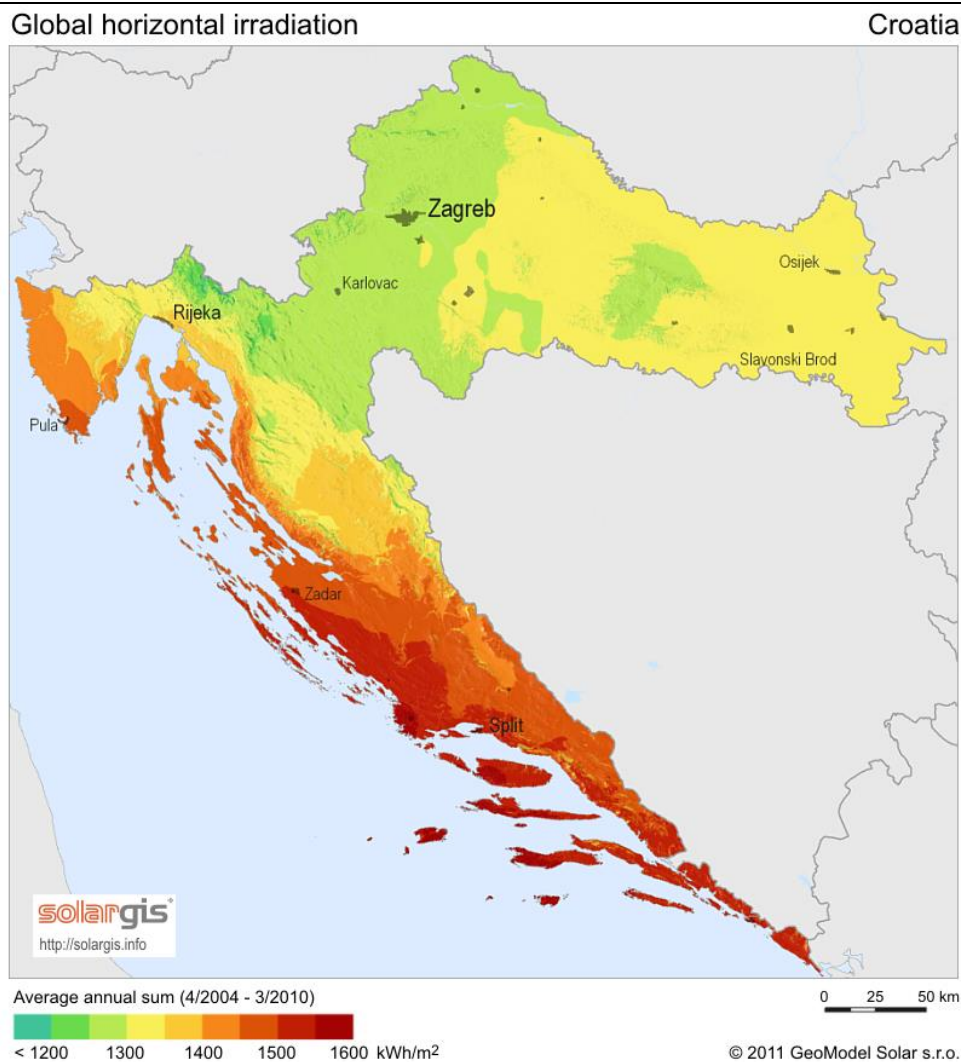 Global horizontal irradiation Croatia
Zagreb
Osijek
Karlovac
Rijeka
Slavonski Brod
Pula
Zadar
Split
solargis
http://solargis.info
Average annual sum (4/2004 - 3/2010)
0 25 50 km
< 1200 1300 1400 1500 1600 kWh/m²
© 2011 GeoModel Solar s.r.o.